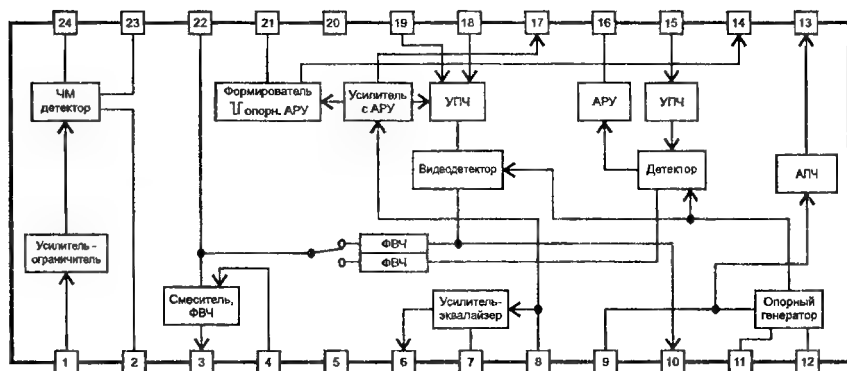 24 23 22 21 20 19 18 17 16 15 14 13
ЧМ
детектор
Формирователь
опорн. АРУ
Усилитель
с АРУ
УПЧ
АРУ
УПЧ
Видеодетектор
Детектор
АПЧ
Усилитель -
ограничитель
ФВЧ
ФВЧ
Смеситель,
ФВЧ
Усилитель-
эквалайзер
Опорный
генератор
1 2 3 4 5 6 7 8 9 10 11 12